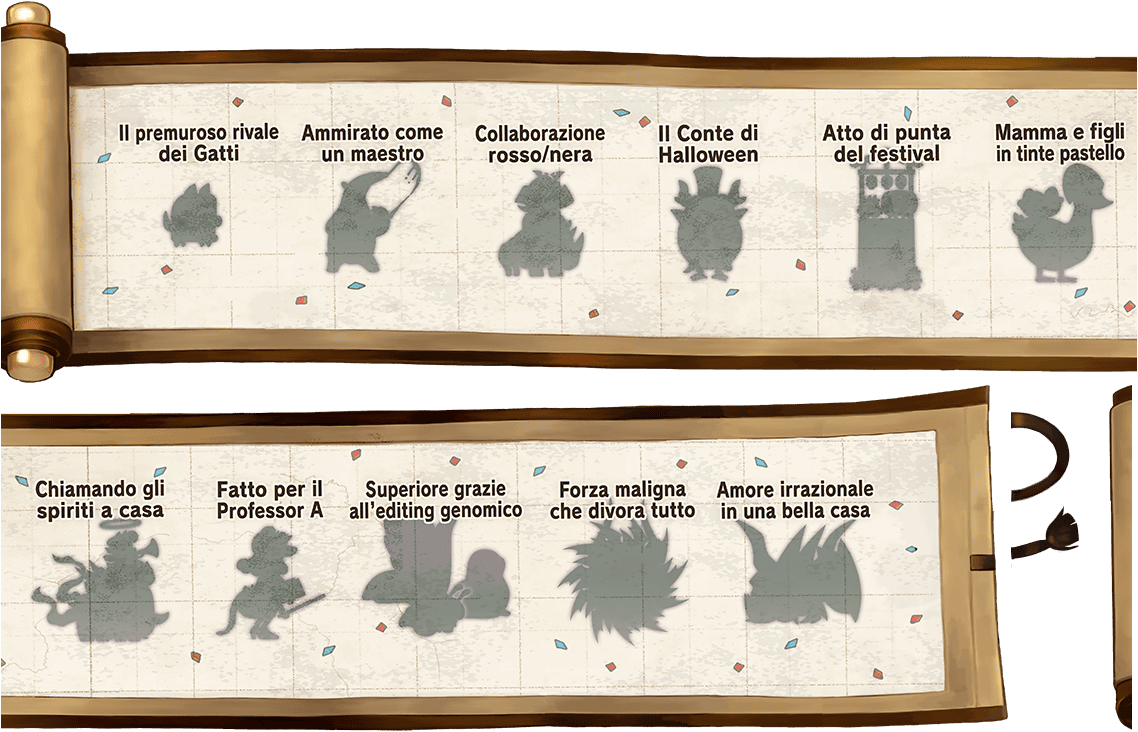 Il premuroso rivale
dei Gatti
Ammirato come
un maestro
Collaborazione
rosso/nera
Il Conte di
Halloween
Atto di punta
del festival
Mamma e figli
in tinte pastello
Chiamando gli
spiriti a casa
Fatto per il
Professor A
Superiore grazie
all'editing genomico
Forza maligna
che divora tutto
Amore irrazionale
in una bella casa